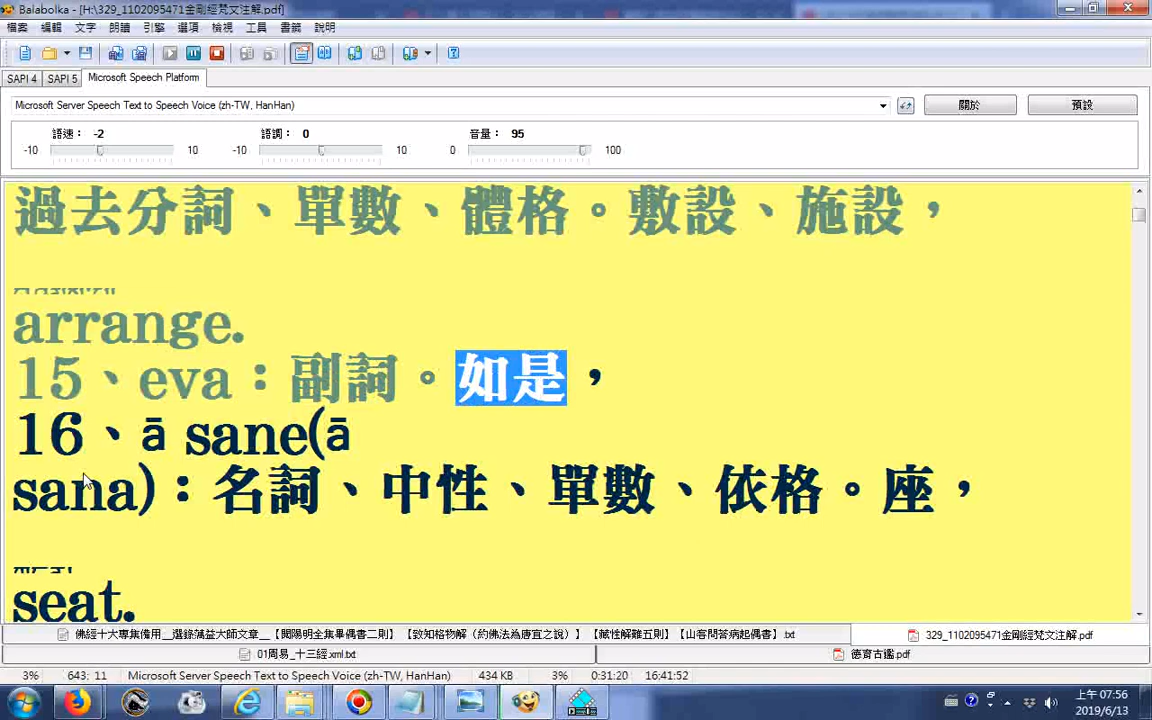 Balabolka - [H:\329_1102095471金剛經梵文注解.pdf]
檔案 編輯 文字 朗讀 引擎 選項 檢視 工具 書籤 說明
SAPI 4 SAPI 5 Microsoft Speech Platform
Microsoft Server Speech Text to Speech Voice (zh-TW, HanHan) 關於 預設
語速： -2 語調： 0 音量： 95
-10 10 -10 10 0 100
過去分詞、單數、體格。敷設、施設，
arrange.
15、eva：副詞。如是，
16、ā sane(ā
sana)：名詞、中性、單數、依格。座，
seat.
佛經十大專集備用__選錄蕅益大師文章__【閱陽明全集畢偶書二則】【致知格物解（約佛法為唐宜之說）】【藏性解難五則】【山客問答病起偶書】.txt 329_1102095471金剛經梵文注解.pdf
01周易_十三經.xml.txt 德育古鑑.pdf
3% 643: 11 Microsoft Server Speech Text to Speech Voice (zh-TW, HanHan) 434 KB 3% 0:31:20 16:41:52
上午 07:56
2019/6/13